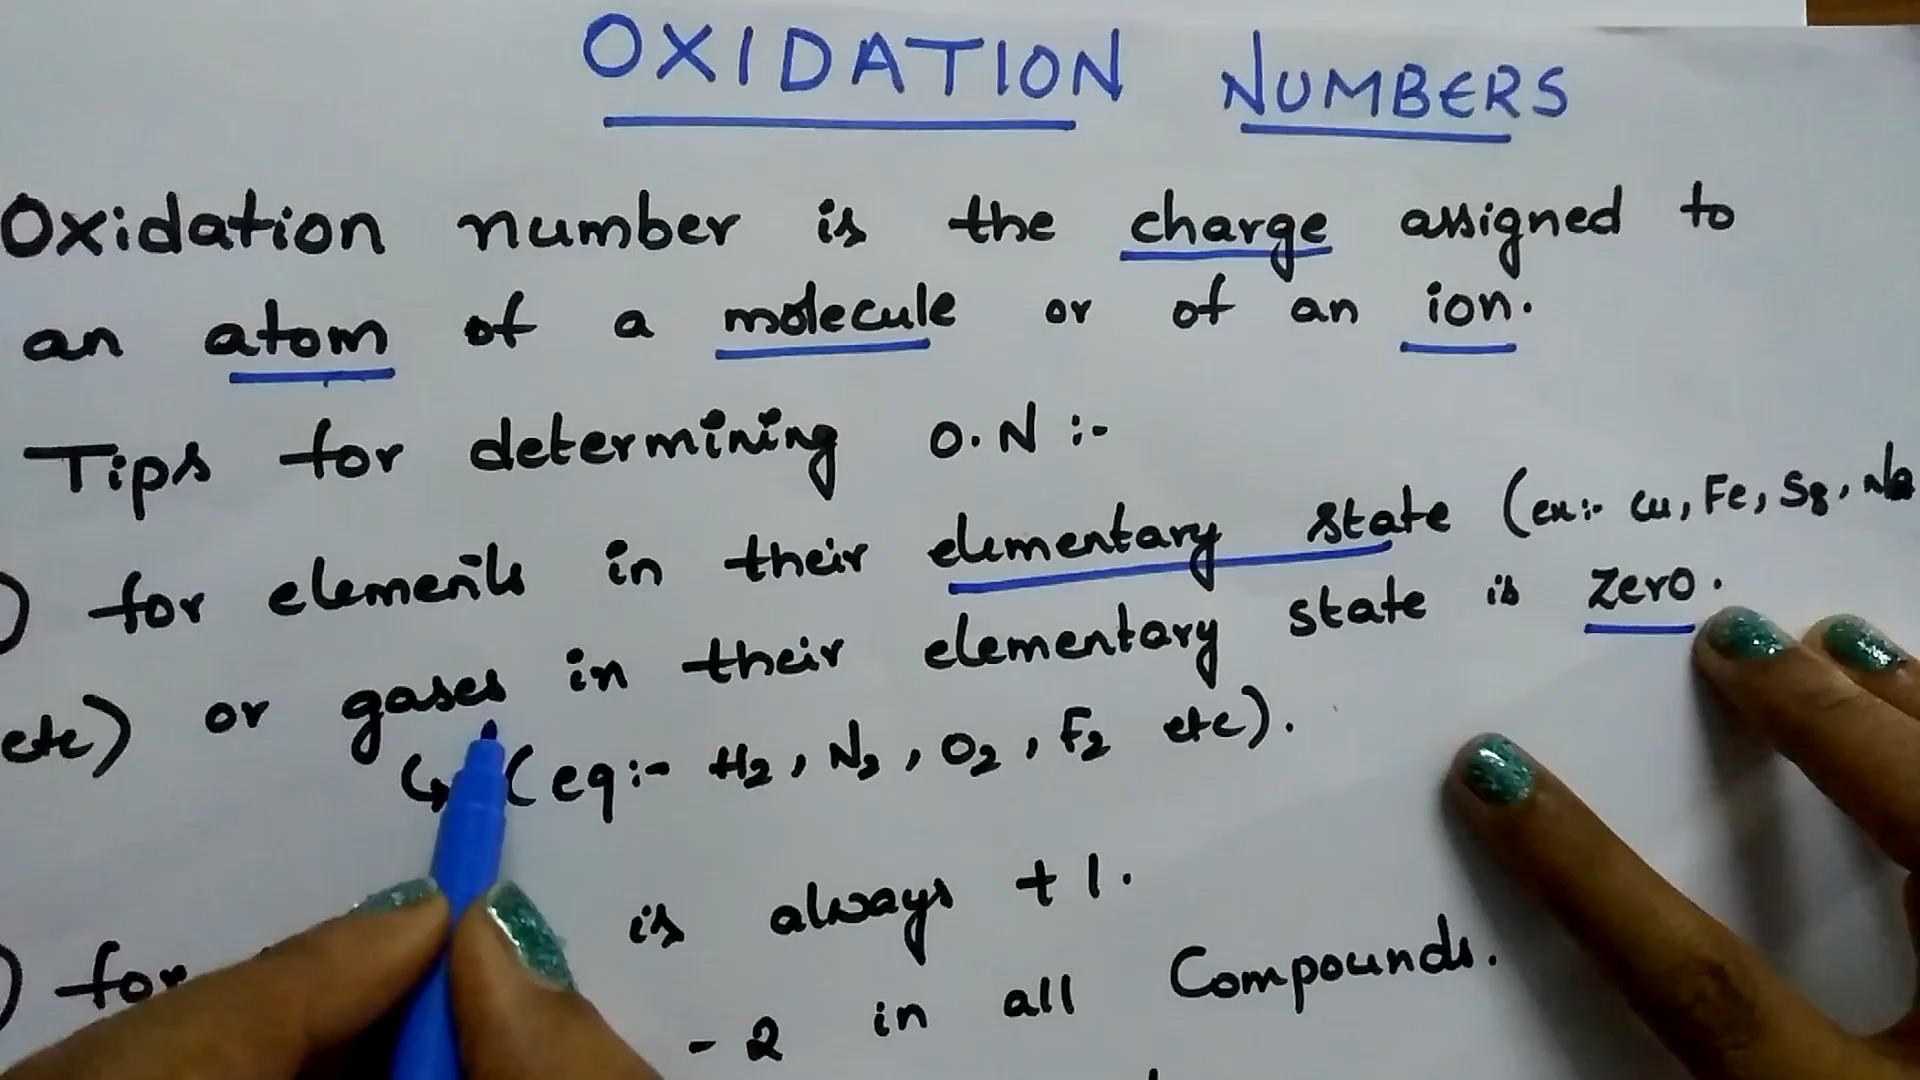 OXIDATION NUMBERS
Oxidation number is the charge assigned to
an atom of a molecule or of an ion.
Tips for determining O.N :-
) for elements in their elementary state (ex:- Cu, Fe, S8, Na
etc) or gases in their elementary state is zero.
↳ (eg:- H2, N2, O2, F2 etc).
) for is always +1.
-2 in all Compounds.